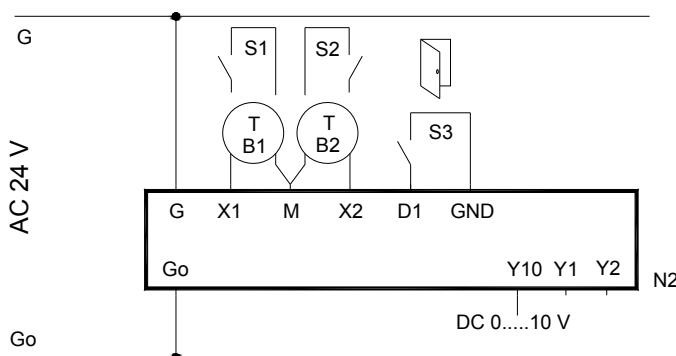 G
S1 S2
T T S3
B1 B2
AC 24 V
G X1 M X2 D1 GND
Go Y10 Y1 Y2
N2
DC 0.....10 V
Go